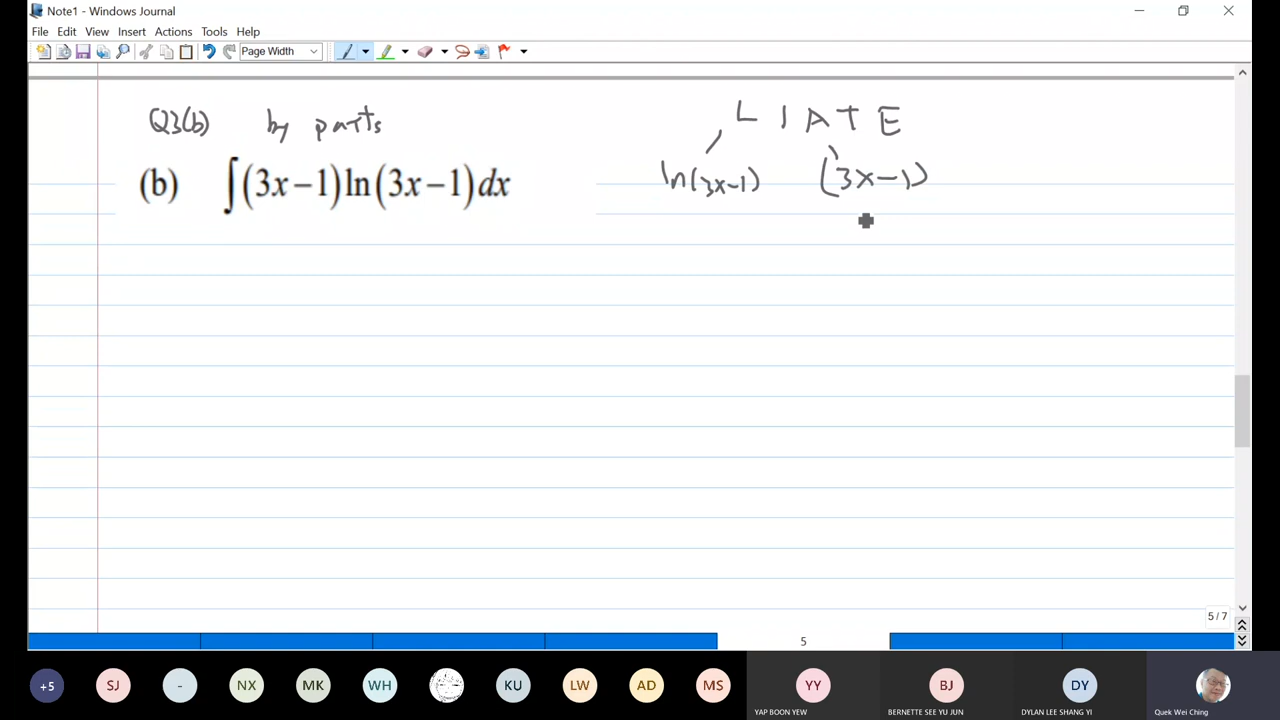 Note1 - Windows Journal
File Edit View Insert Actions Tools Help
Page Width
Q3(b) by parts
L I A T E
ln(3x-1) (3x-1)
(b) ∫(3x−1)ln(3x−1)dx
5 / 7
5
+5 SJ - NX MK WH KU LW AD MS YY BJ DY
YAP BOON YEW BERNETTE SEE YU JUN DYLAN LEE SHANG YI Quek Wei Ching